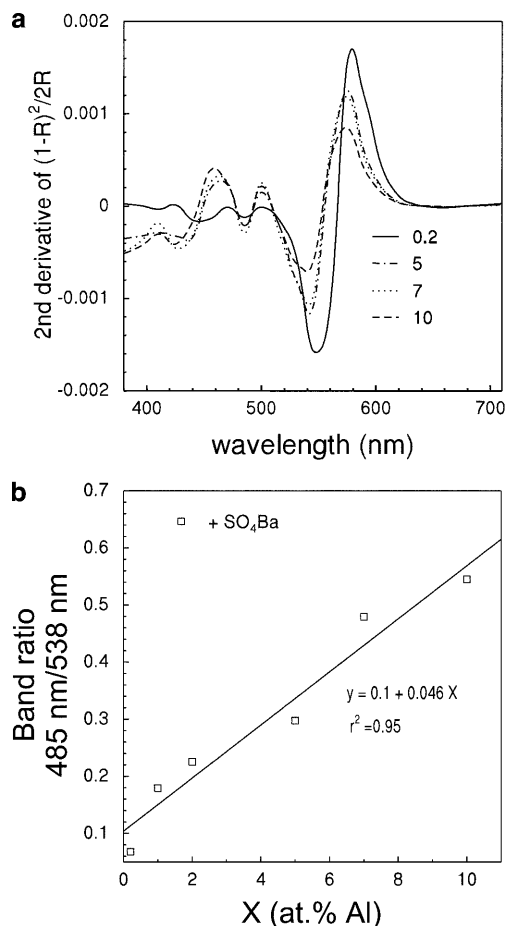 a
2nd derivative of (1-R)²/2R
0.002
0.001
0
-0.001
-0.002
0.2
5
7
10
400 500 600 700
wavelength (nm)
b
Band ratio
485 nm/538 nm
0.7
0.6
0.5
0.4
0.3
0.2
0.1
+ SO₄Ba
y = 0.1 + 0.046 X
r² =0.95
0 2 4 6 8 10
X (at.% Al)